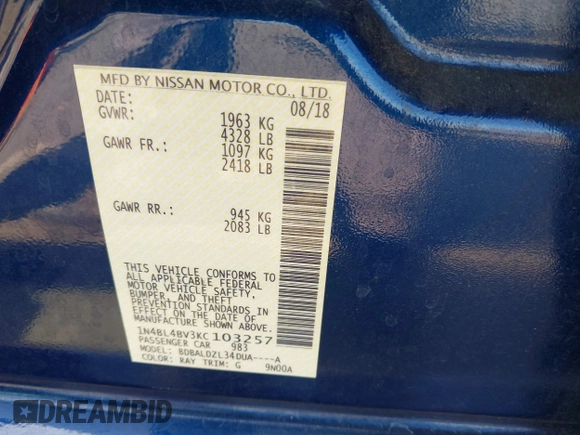 MFD BY NISSAN MOTOR CO., LTD.
DATE: 08/18
GVWR: 1963 KG
4328 LB
GAWR FR.: 1097 KG
2418 LB
GAWR RR.: 945 KG
2083 LB
THIS VEHICLE CONFORMS TO
ALL APPLICABLE FEDERAL
MOTOR VEHICLE SAFETY,
BUMPER, AND THEFT
PREVENTION STANDARDS IN
EFFECT ON THE DATE OF
MANUFACTURE SHOWN ABOVE.
1N4BL4BV3KC103257
PASSENGER CAR 983
MODEL: BDBALDZL34DUA----A
COLOR: RAY TRIM: G 9N00A
DREAMBID